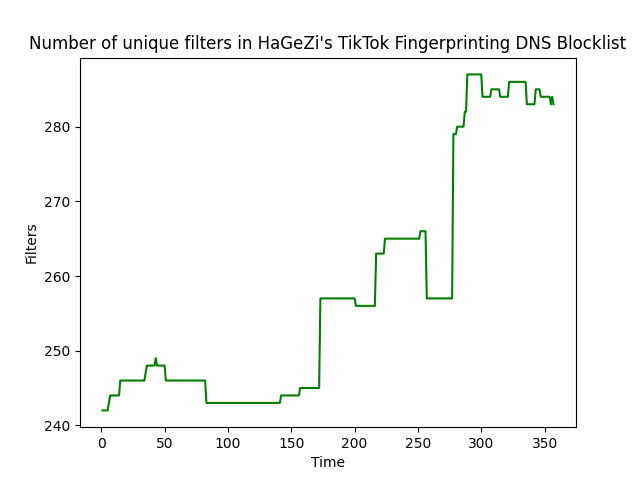 Number of unique filters in HaGeZi's TikTok Fingerprinting DNS Blocklist
Filters
280
270
260
250
240
0 50 100 150 200 250 300 350
Time